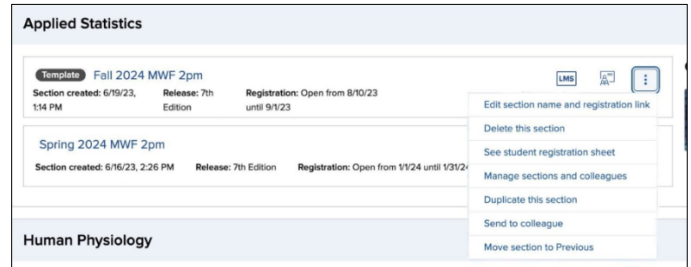 Applied Statistics
Template Fall 2024 MWF 2pm
LMS
Section created: 6/19/23, 1:14 PM
Release: 7th Edition
Registration: Open from 8/10/23 until 9/1/23
Edit section name and registration link
Delete this section
See student registration sheet
Manage sections and colleagues
Duplicate this section
Send to colleague
Move section to Previous
Spring 2024 MWF 2pm
Section created: 6/16/23, 2:26 PM Release: 7th Edition Registration: Open from 1/1/24 until 1/31/24
Human Physiology